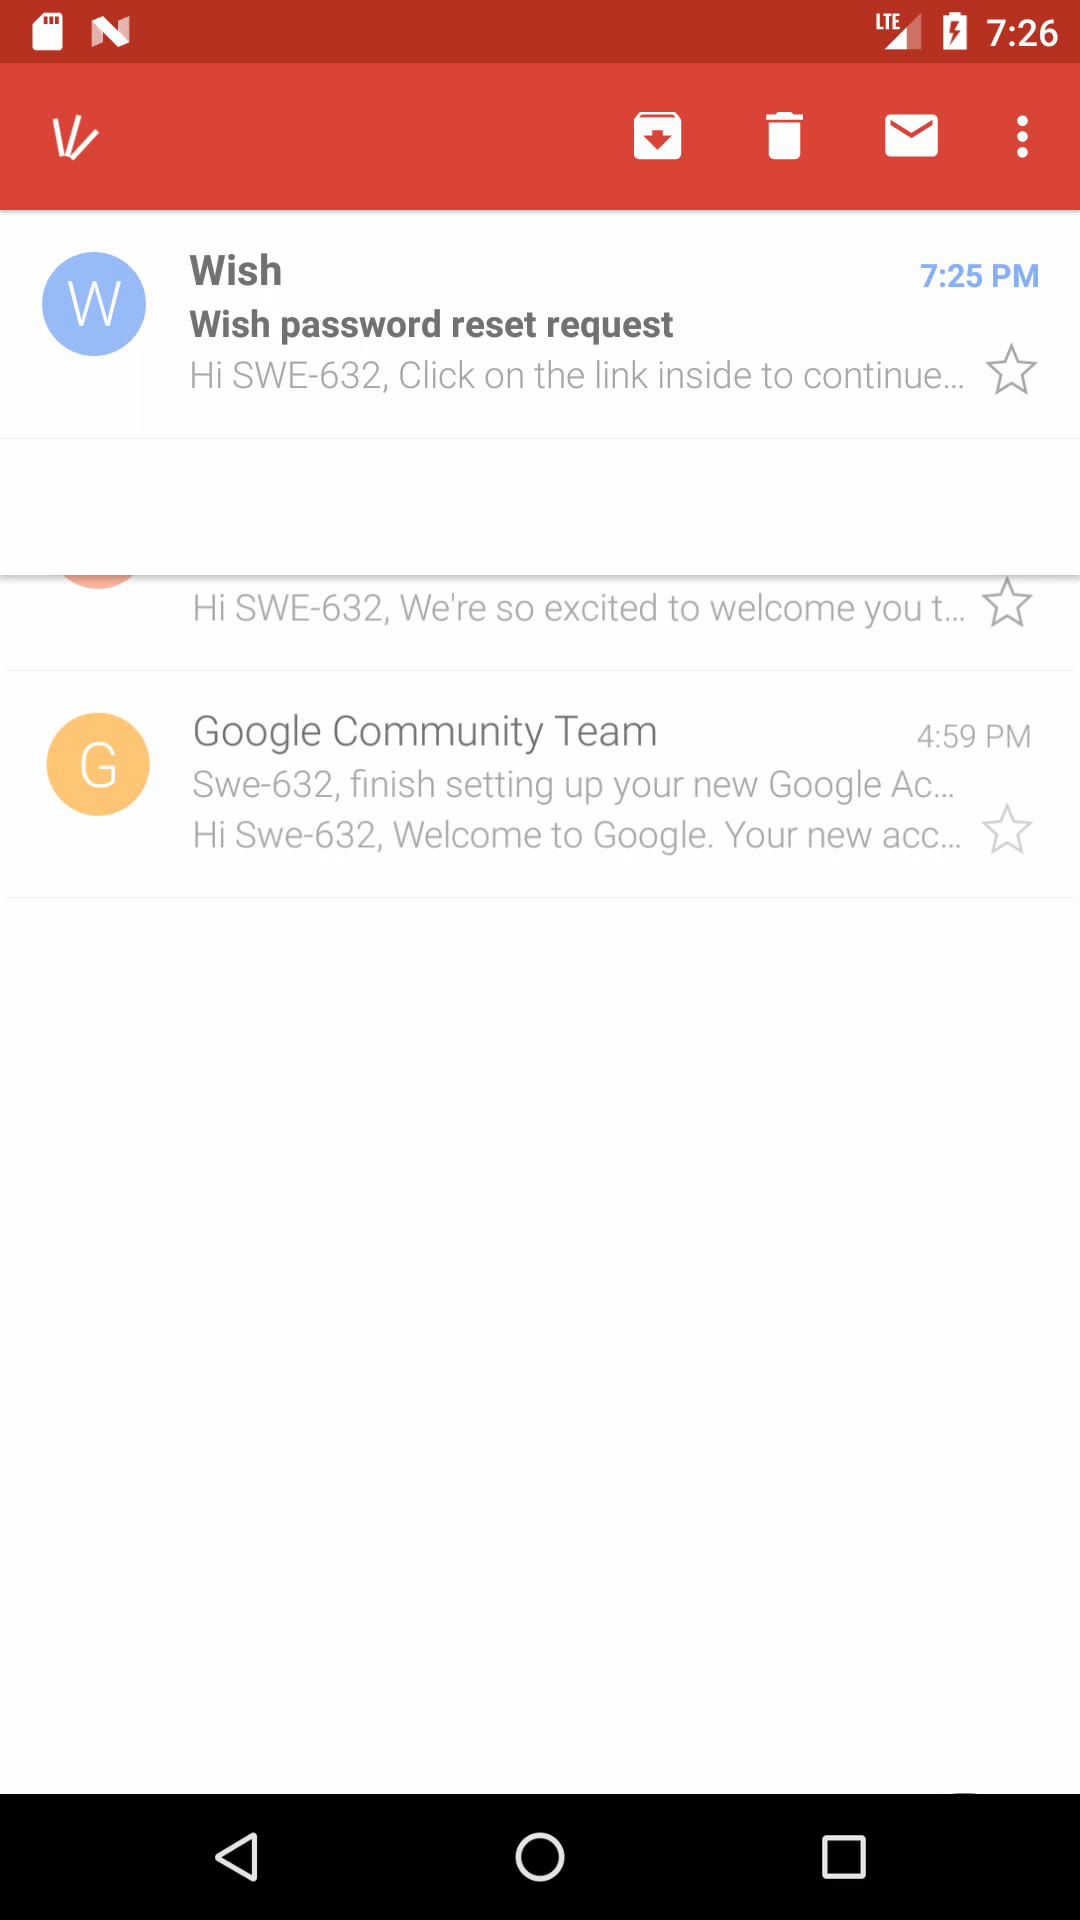 LTE 7:26
W Wish 7:25 PM
Wish password reset request
Hi SWE-632, Click on the link inside to continue...
Hi SWE-632, We're so excited to welcome you t...
G Google Community Team 4:59 PM
Swe-632, finish setting up your new Google Ac...
Hi Swe-632, Welcome to Google. Your new acc...